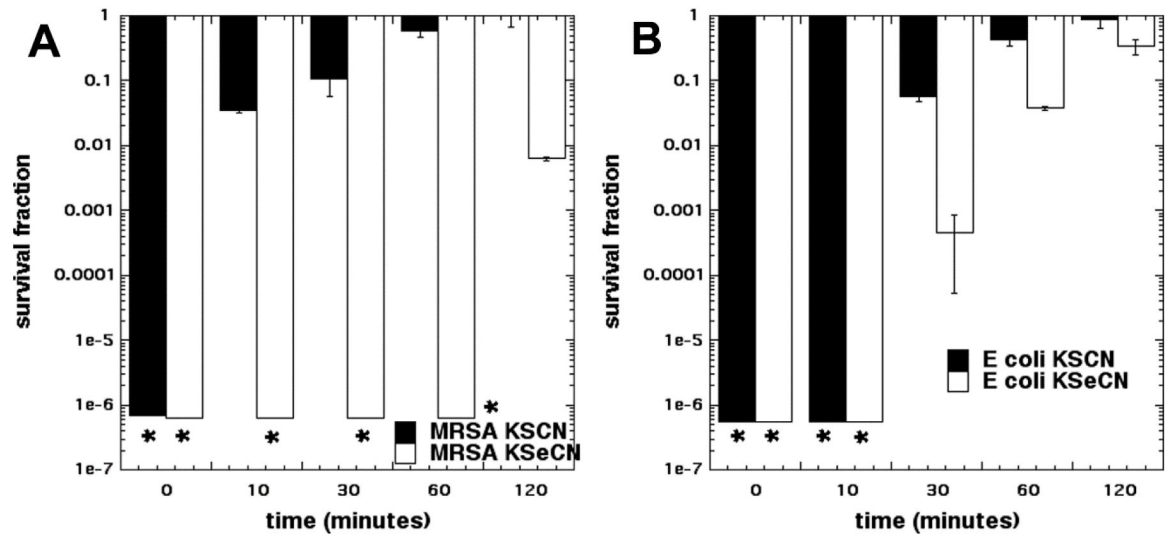 A
survival fraction
1
0.1
0.01
0.001
0.0001
1e-5
1e-6
1e-7
* * * * *
MRSA KSCN
MRSA KSeCN
0 10 30 60 120
time (minutes)
B
survival fraction
1
0.1
0.01
0.001
0.0001
1e-5
1e-6
1e-7
E coli KSCN
E coli KSeCN
* * * *
0 10 30 60 120
time (minutes)